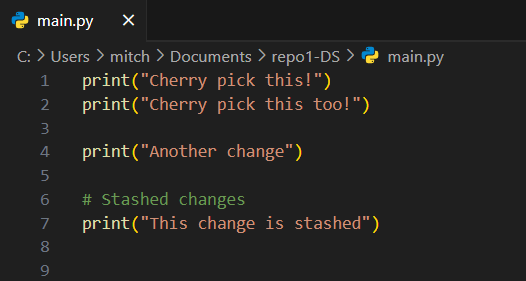 main.py ×
C: > Users > mitch > Documents > repo1-DS > main.py
1 print("Cherry pick this!")
2 print("Cherry pick this too!")
3
4 print("Another change")
5
6 # Stashed changes
7 print("This change is stashed")
8
9